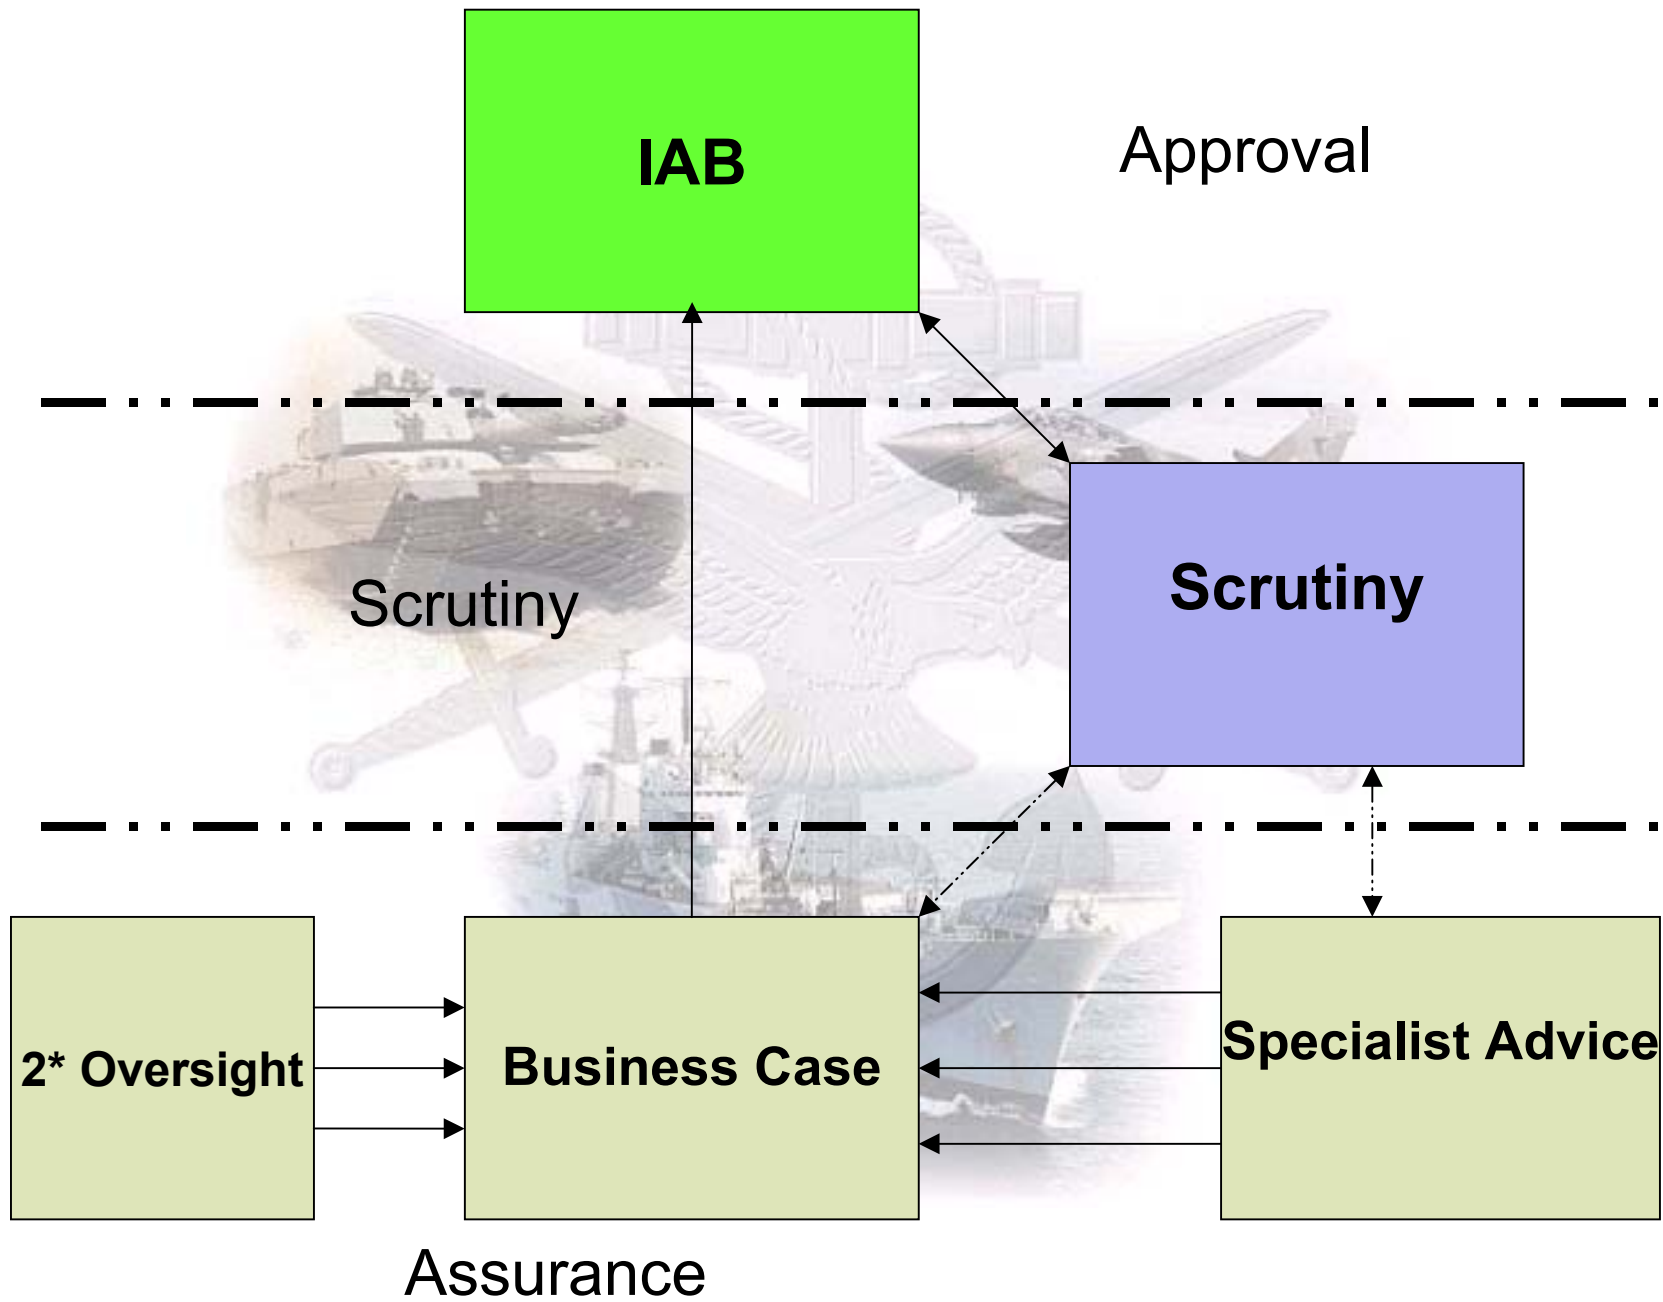 IAB
Approval
Scrutiny
Scrutiny
2* Oversight
Business Case
Specialist Advice
Assurance